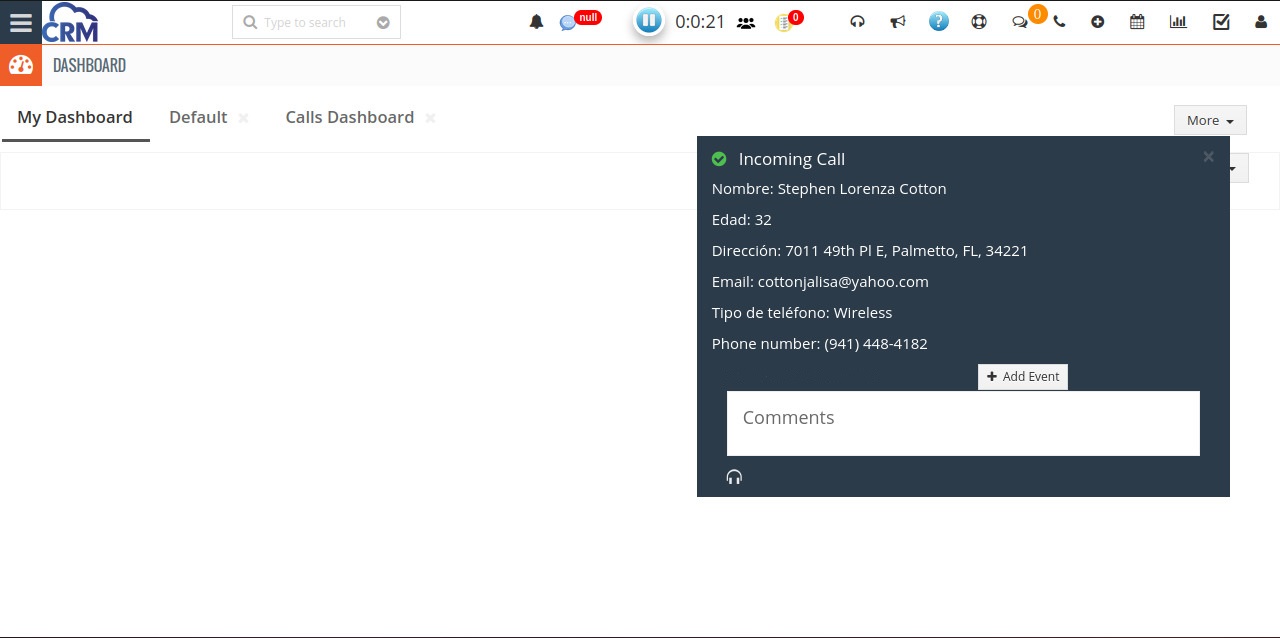 CRM
Type to search
null
0:0:21
0
?
0
DASHBOARD
My Dashboard
Default
Calls Dashboard
More
Incoming Call
Nombre: Stephen Lorenza Cotton
Edad: 32
Dirección: 7011 49th Pl E, Palmetto, FL, 34221
Email: cottonjalisa@yahoo.com
Tipo de teléfono: Wireless
Phone number: (941) 448-4182
Add Event
Comments